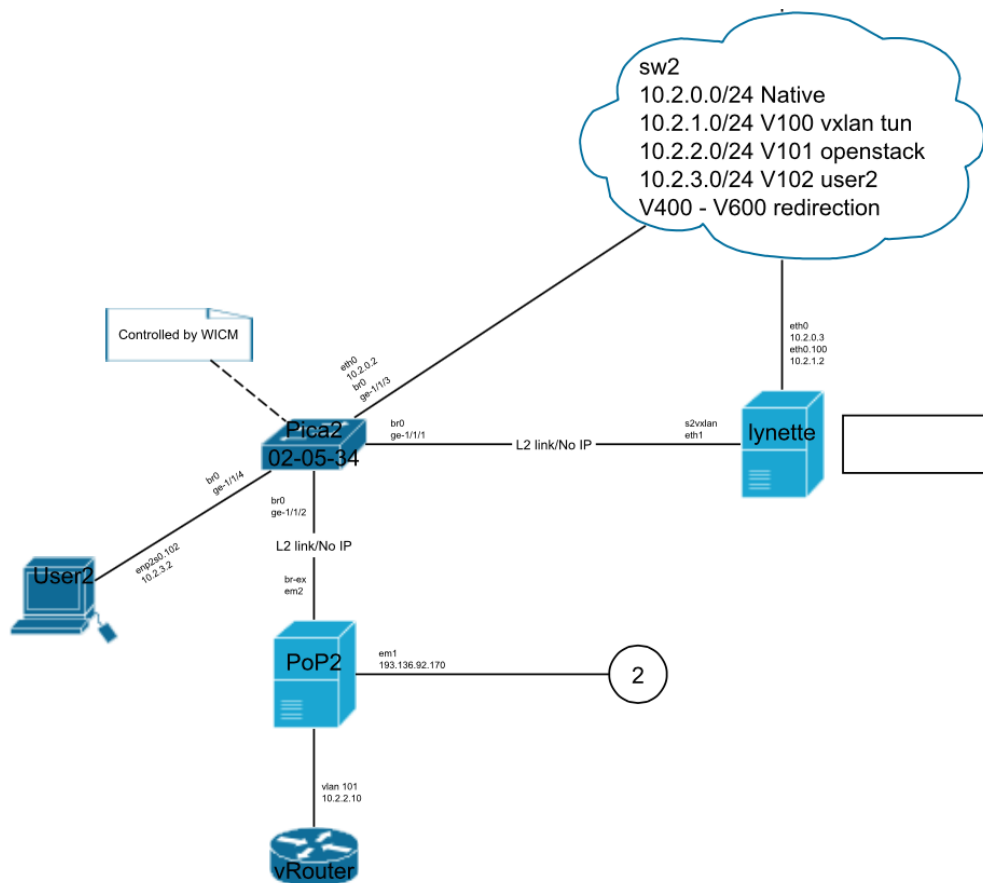 sw2
10.2.0.0/24 Native
10.2.1.0/24 V100 vxlan tun
10.2.2.0/24 V101 openstack
10.2.3.0/24 V102 user2
V400 - V600 redirection
Controlled by WICM
eth0
10.2.0.2
br0
ge-1/1/3
eth0
10.2.0.3
eth0.100
10.2.1.2
Pica2
02-05-34
br0
ge-1/1/1
L2 link/No IP
s2vxlan
eth1
lynette
br0
ge-1/1/4
br0
ge-1/1/2
L2 link/No IP
enp2s0.102
10.2.3.2
User2
br-ex
em2
PoP2
em1
193.136.92.170
2
vlan 101
10.2.2.10
vRouter